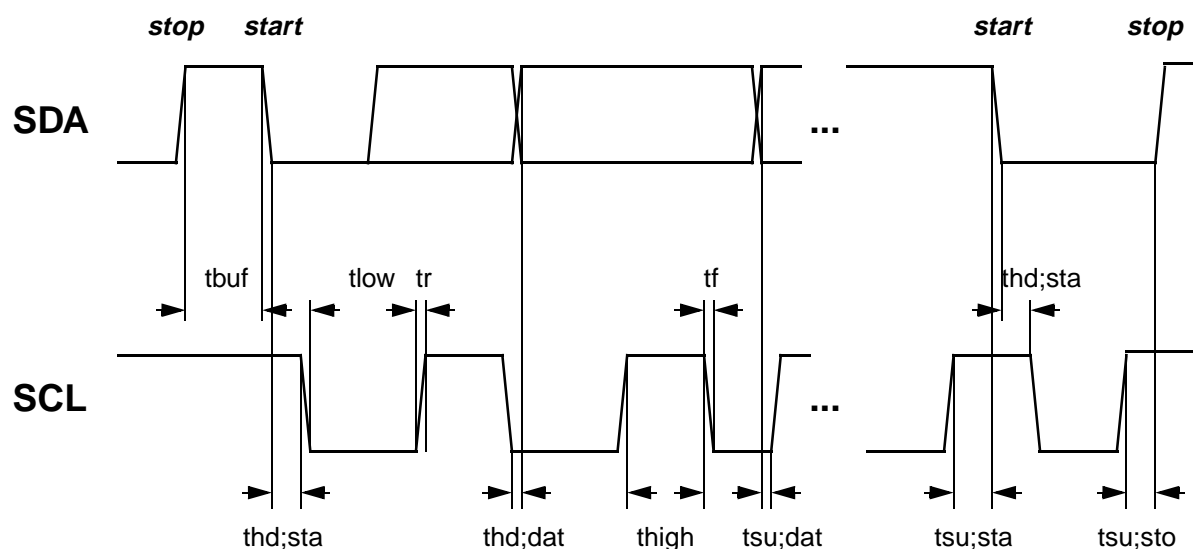 stop start start stop
SDA ...
tbuf tlow tr tf thd;sta
SCL ...
thd;sta thd;dat thigh tsu;dat tsu;sta tsu;sto